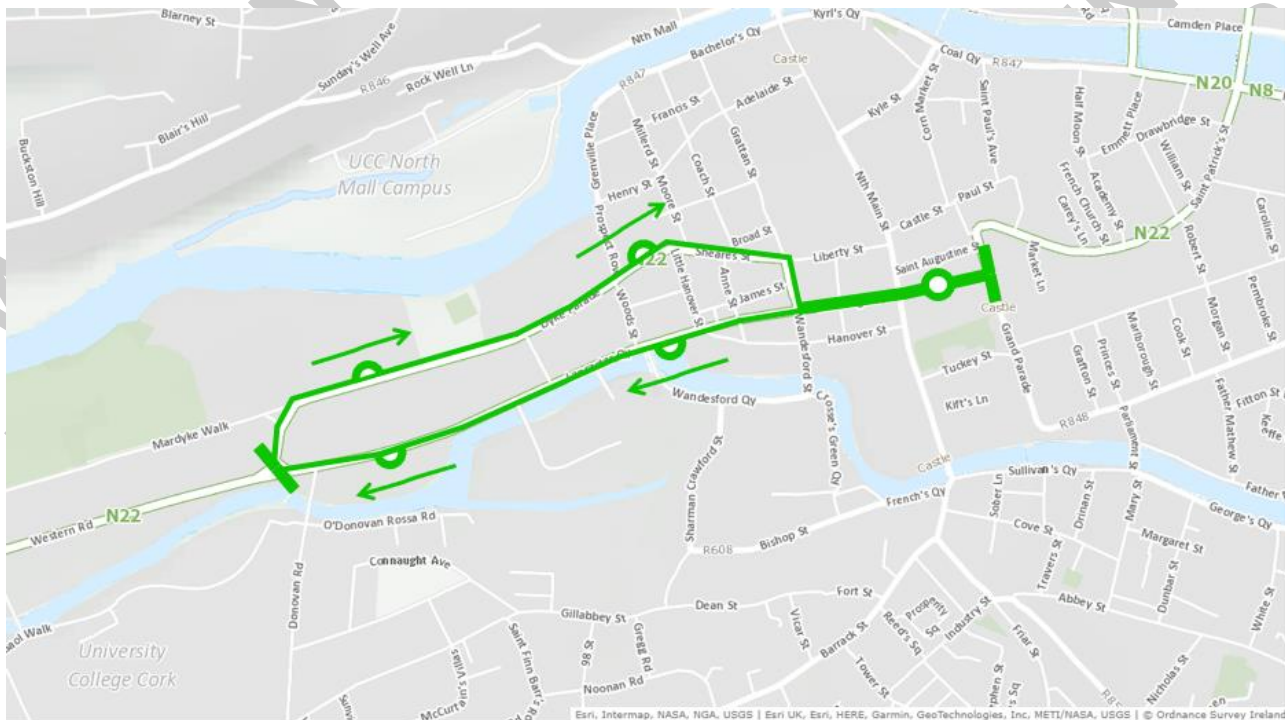 Blarney St
Sunday's Well Ave
Nth Mall
Kyrl's Qy
Camden Place
Bachelor's Qy
R846
Rock Well Ln
R847
Castle
Coal Qy
R847
N20
N8
Blair's Hill
Buckston Hill
UCC North
Mall Campus
Grenville Place
Francis St
Adelaide St
Millerd St
Grattan St
Kyle St
Corn Market St
Saint Paul's Ave
Half Moon St
Emmett Place
Drawbridge St
William St
Saint Patrick's St
Henry St
Moore St
Coach St
Nth Main St
Castle St
Paul St
French Church St
Carey's Ln
Academy St
Caroline St
Prospect Row
Broad St
Sheares St
Liberty St
Saint Augustine St
Market Ln
N22
Robert St
N22
Little Hanover St
Anne St
James St
Dyke Parade
Woods St
Hanover St
Wandesford St
Castle
Grand Parade
Tuckey St
Grafton St
Princes St
Marlborough St
Cook St
Morgan St
Pembroke St
Wandesford Qy
Crosse's Green Qy
Kift's Ln
R848
Parliament St
Father Mathew St
Fitton St
Mardyke Walk
Western Rd
N22
O'Donovan Rossa Rd
Connaught Ave
Donovan Rd
Sharman Crawford St
French's Qy
Castle
Sullivan's Qy
Sober Ln
Drinan St
Mary St
George's Qy
R608
Bishop St
Cove St
Travers St
Margaret St
Dunbar St
Abbey St
White St
Gillabbey St
Dean St
Fort St
Vicar St
Barrack St
Reed's Sq
Prosperity
Sq
Industry St
Friar St
Nicholas St
Tower St
98 St
Gregg Rd
Noonan Rd
Saint Finn Barr
University
College Cork
Esri, Intermap, NASA, NGA, USGS | Esri UK, Esri, HERE, Garmin, GeoTechnologies, Inc, METI/NASA, USGS | © Ordnance Survey Ireland